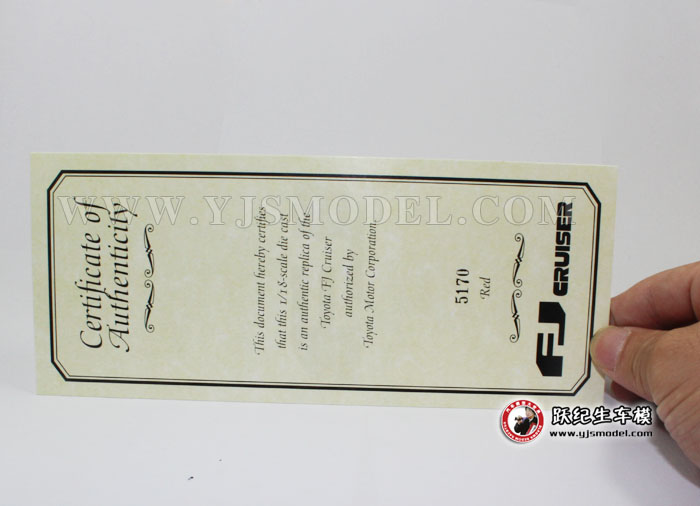 Certificate of
Authenticity
This document hereby certifies
that this 1/18-scale die cast
is an authentic replica of the
Toyota FJ Cruiser
authorized by
Toyota Motor Corporation.
5170
Red
FJ CRUISER
WWW.YJSMODEL.COM
跃纪生车模
www.yjsmodel.com